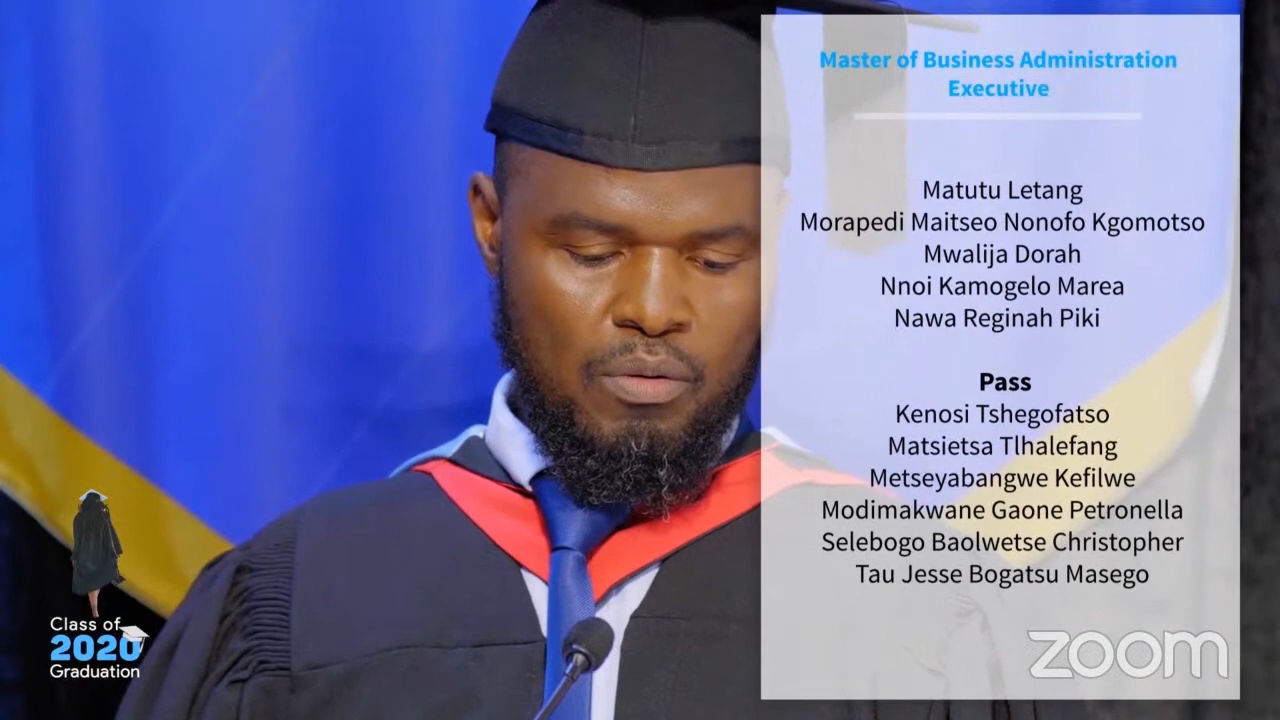 Master of Business Administration
Executive
Matutu Letang
Morapedi Maitseo Nonofo Kgomotso
Mwalija Dorah
Nnoi Kamogelo Marea
Nawa Reginah Piki
Pass
Kenosi Tshegofatso
Matsietsa Tlhalefang
Metseyabangwe Kefilwe
Modimakwane Gaone Petronella
Selebogo Baolwetse Christopher
Tau Jesse Bogatsu Masego
Class of
2020
Graduation
zoom